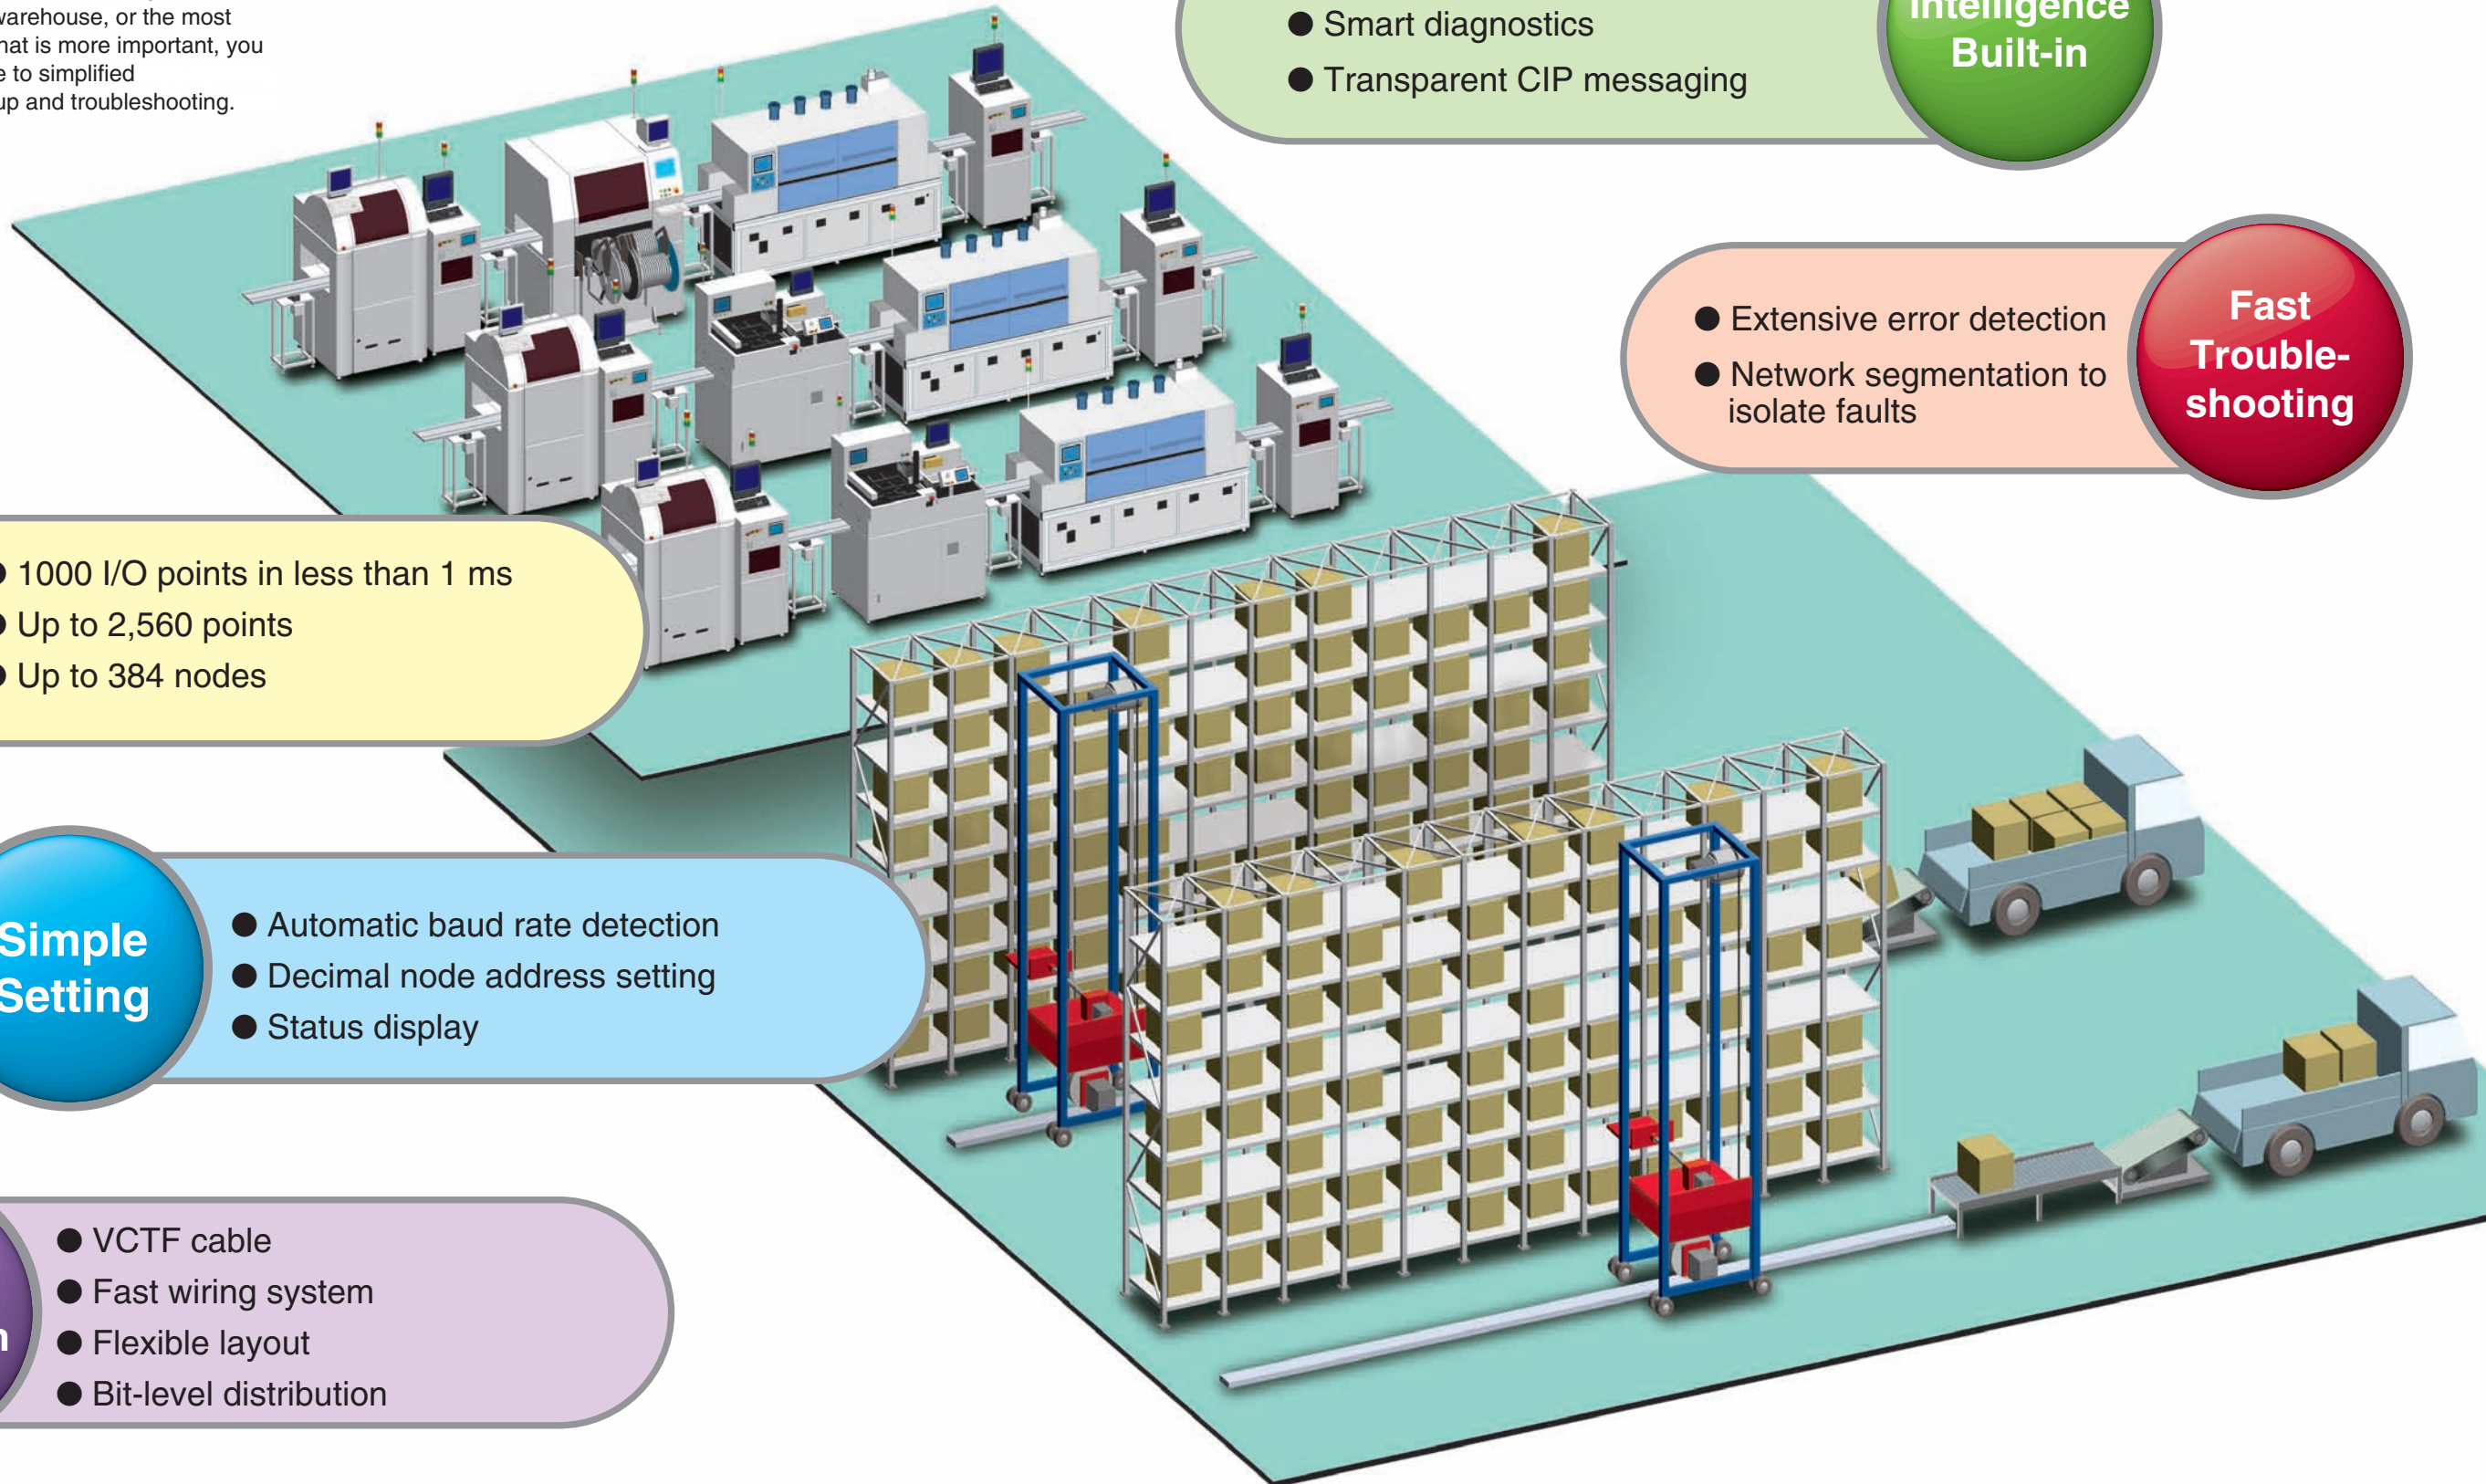 warehouse, or the most
hat is more important, you
e to simplified
up and troubleshooting.
● Smart diagnostics
● Transparent CIP messaging
Intelligence
Built-in
● Extensive error detection
● Network segmentation to
isolate faults
Fast
Trouble-
shooting
● 1000 I/O points in less than 1 ms
● Up to 2,560 points
● Up to 384 nodes
Simple
Setting
● Automatic baud rate detection
● Decimal node address setting
● Status display
● VCTF cable
● Fast wiring system
● Flexible layout
● Bit-level distribution